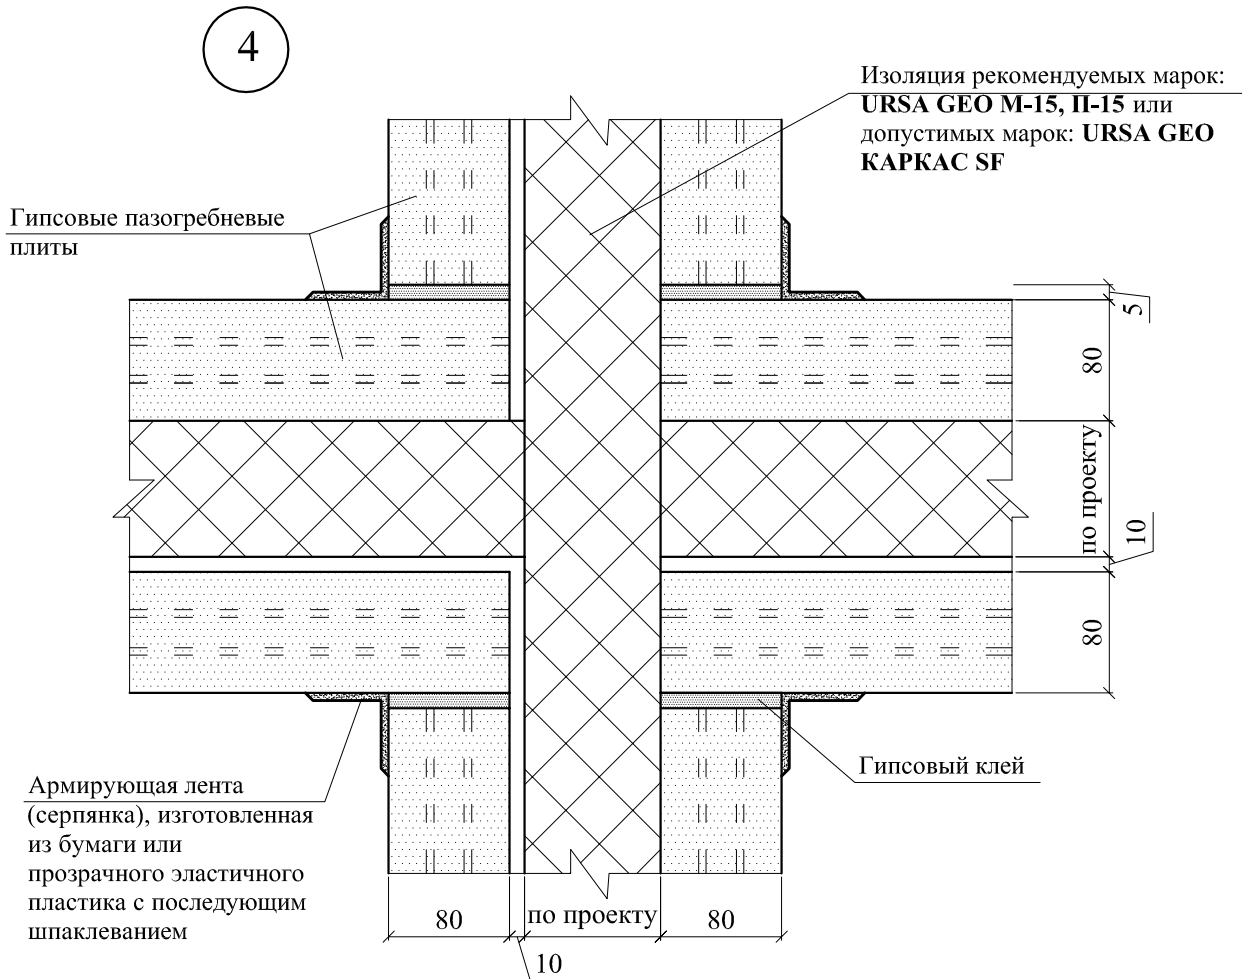 4
Изоляция рекомендуемых марок:
URSA GEO М-15, П-15 или
допустимых марок: URSA GEO
КАРКАС SF
Гипсовые пазогребневые
плиты
5
80
по проекту
10
80
Гипсовый клей
Армирующая лента
(серпянка), изготовленная
из бумаги или
прозрачного эластичного
пластика с последующим
шпаклеванием
80
по проекту
80
10